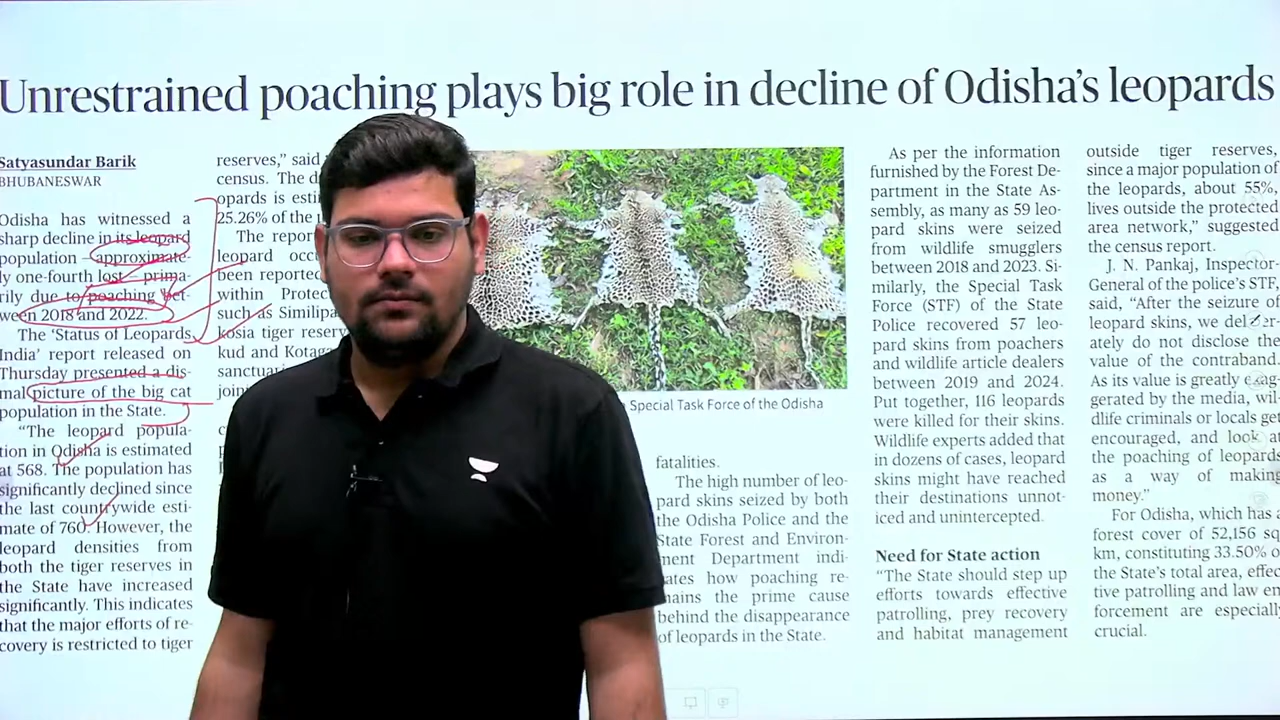 Unrestrained poaching plays big role in decline of Odisha's leopards
Satyasundar Barik
BHUBANESWAR
Odisha has witnessed a
sharp decline in its leopard
population – approximate-
ly one-fourth lost – prima-
rily due to poaching bet-
ween 2018 and 2022.
The 'Status of Leopards
India' report released on
Thursday presented a dis-
mal picture of the big cat
population in the State.
"The leopard popula-
tion in Odisha is estimated
at 568. The population has
significantly declined since
the last countrywide esti-
mate of 760. However, the
leopard densities from
both the tiger reserves in
the State have increased
significantly. This indicates
that the major efforts of re-
covery is restricted to tiger
reserves," said
census. The
opards is
25.26% of the
The report
leopard
been reported
within
such as
kosia tiger
kud and
fatalities.
The high number of leo-
pard skins seized by both
the Odisha Police and the
State Forest and Environ-
ment Department indi-
cates how poaching re-
mains the prime cause
behind the disappearance
of leopards in the State.
Special Task Force of the Odisha
As per the information
furnished by the Forest De-
partment in the State As-
sembly, as many as 59 leo-
pard skins were seized
from wildlife smugglers
between 2018 and 2023. Si-
milarly, the Special Task
Force (STF) of the State
Police recovered 57 leo-
pard skins from poachers
and wildlife article dealers
between 2019 and 2024.
Put together, 116 leopards
were killed for their skins.
Wildlife experts added that
in dozens of cases, leopard
skins might have reached
their destinations unnot-
iced and unintercepted.
Need for State action
"The State should step up
efforts towards effective
patrolling, prey recovery
and habitat management
outside tiger reserves,
since a major population of
the leopards, about 55%,
lives outside the protected
area network," suggested
the census report.
J. N. Pankaj, Inspector-
General of the police's STF,
said, "After the seizure of
leopard skins, we deliber-
ately do not disclose the
value of the contraband.
As its value is greatly exag-
gerated by the media, wil-
dlife criminals or locals get
encouraged, and look at
the poaching of leopards
as a way of making
money."
For Odisha, which has a
forest cover of 52,156 sq
km, constituting 33.50% of
the State's total area, effec-
tive patrolling and law en-
forcement are especially
crucial.